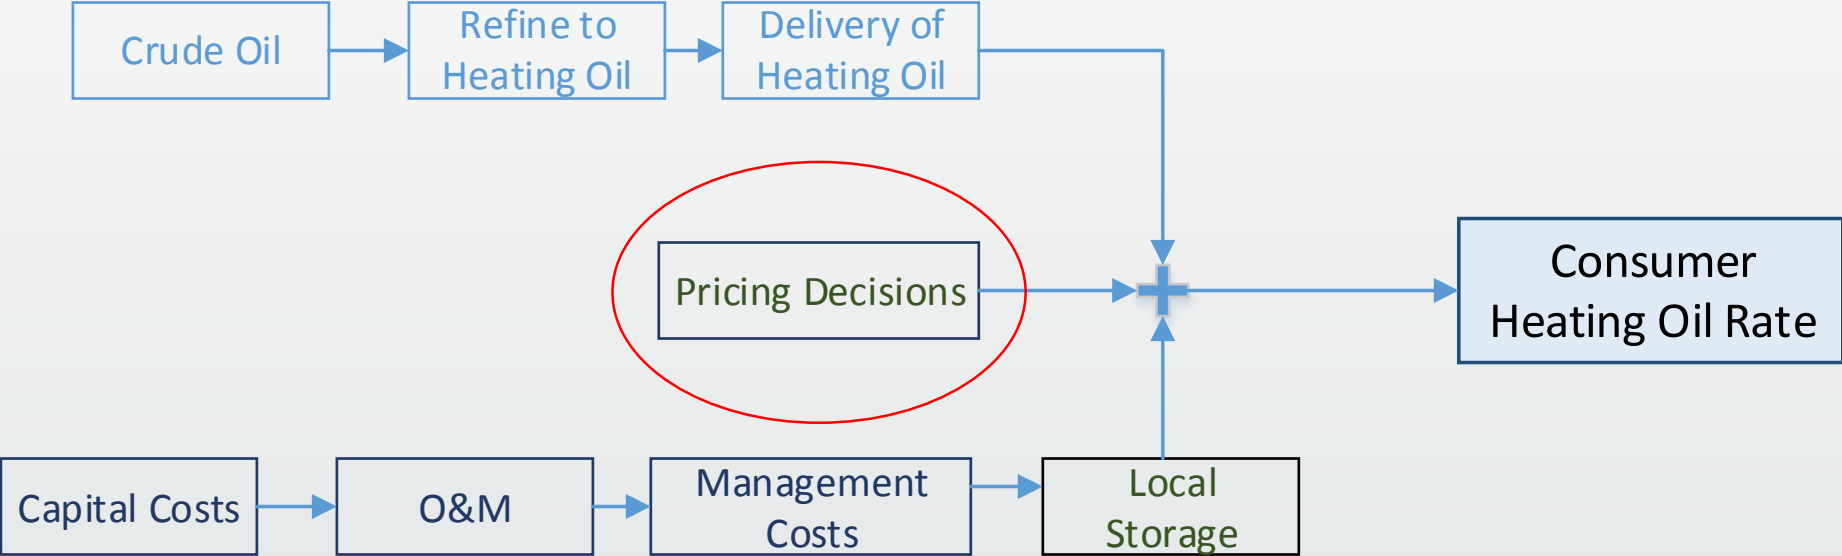 Crude Oil
Refine to
Heating Oil
Delivery of
Heating Oil
Pricing Decisions
Consumer
Heating Oil Rate
Capital Costs
O&M
Management
Costs
Local
Storage